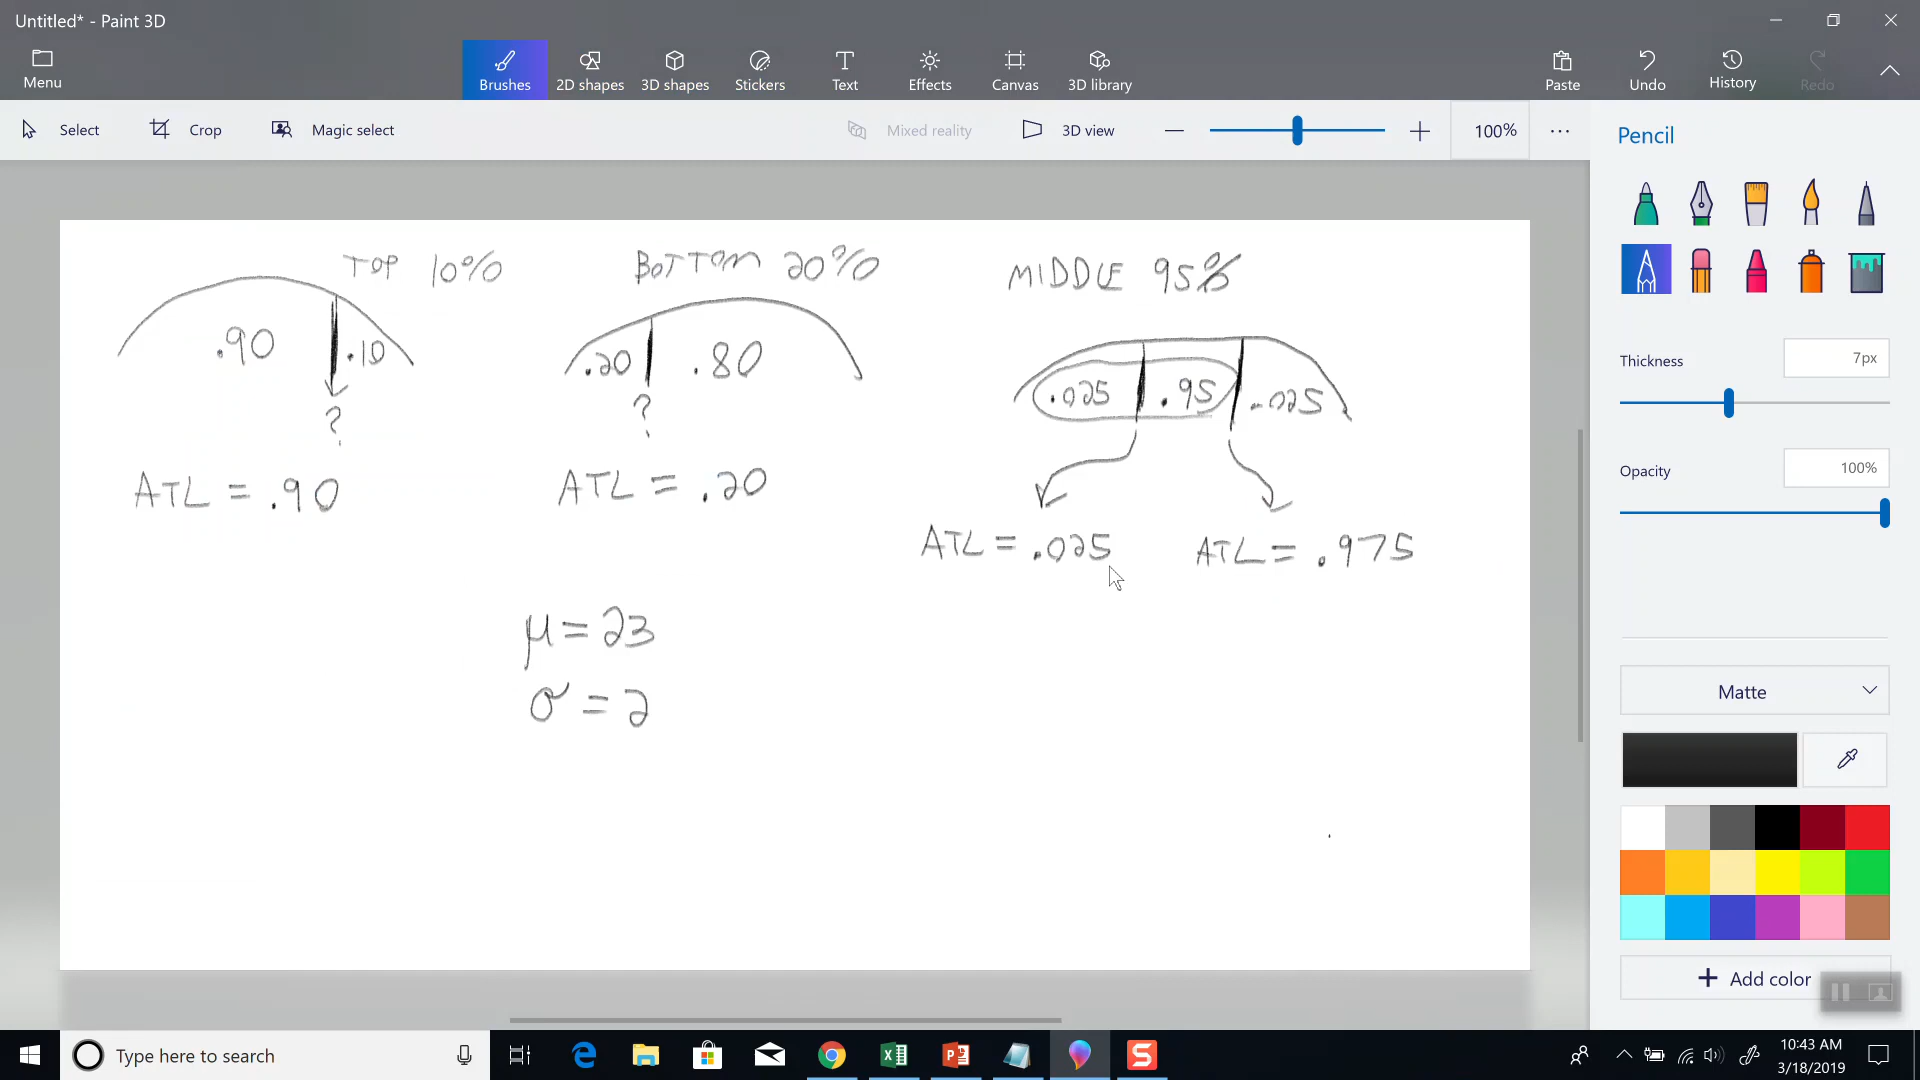 Untitled* - Paint 3D
Menu
Brushes
2D shapes
3D shapes
Stickers
Text
Effects
Canvas
3D library
Paste
Undo
History
Redo
Select
Crop
Magic select
Mixed reality
3D view
100%
Pencil
Thickness
7px
Opacity
100%
Matte
Add color
TOP 10%
.90
.10
?
ATL = .90
BOTTOM 20%
.20
.80
?
ATL = .20
MIDDLE 95%
.025
.95
.025
ATL = .025
ATL = .975
μ = 23
σ = 2
Type here to search
10:43 AM
3/18/2019